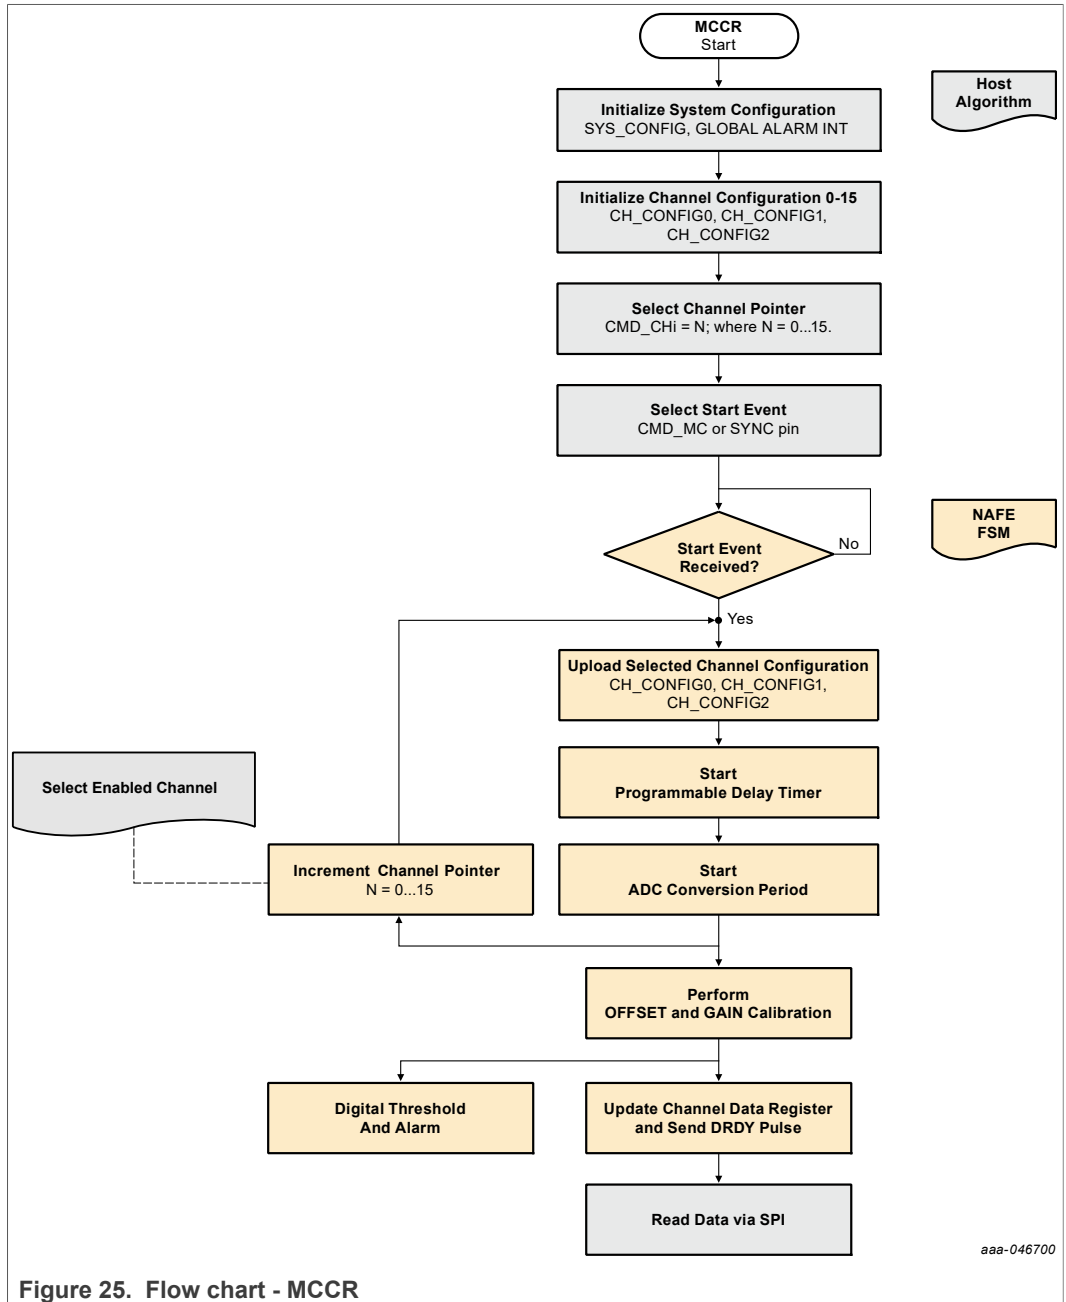 MCCR
Start
Host
Algorithm
Initialize System Configuration
SYS_CONFIG, GLOBAL ALARM INT
Initialize Channel Configuration 0-15
CH_CONFIG0, CH_CONFIG1,
CH_CONFIG2
Select Channel Pointer
CMD_CHi = N; where N = 0...15.
Select Start Event
CMD_MC or SYNC pin
NAFE
FSM
Start Event
Received?
No
Yes
Upload Selected Channel Configuration
CH_CONFIG0, CH_CONFIG1,
CH_CONFIG2
Start
Programmable Delay Timer
Select Enabled Channel
Increment Channel Pointer
N = 0...15
Start
ADC Conversion Period
Perform
OFFSET and GAIN Calibration
Digital Threshold
And Alarm
Update Channel Data Register
and Send DRDY Pulse
Read Data via SPI
aaa-046700
Figure 25. Flow chart - MCCR